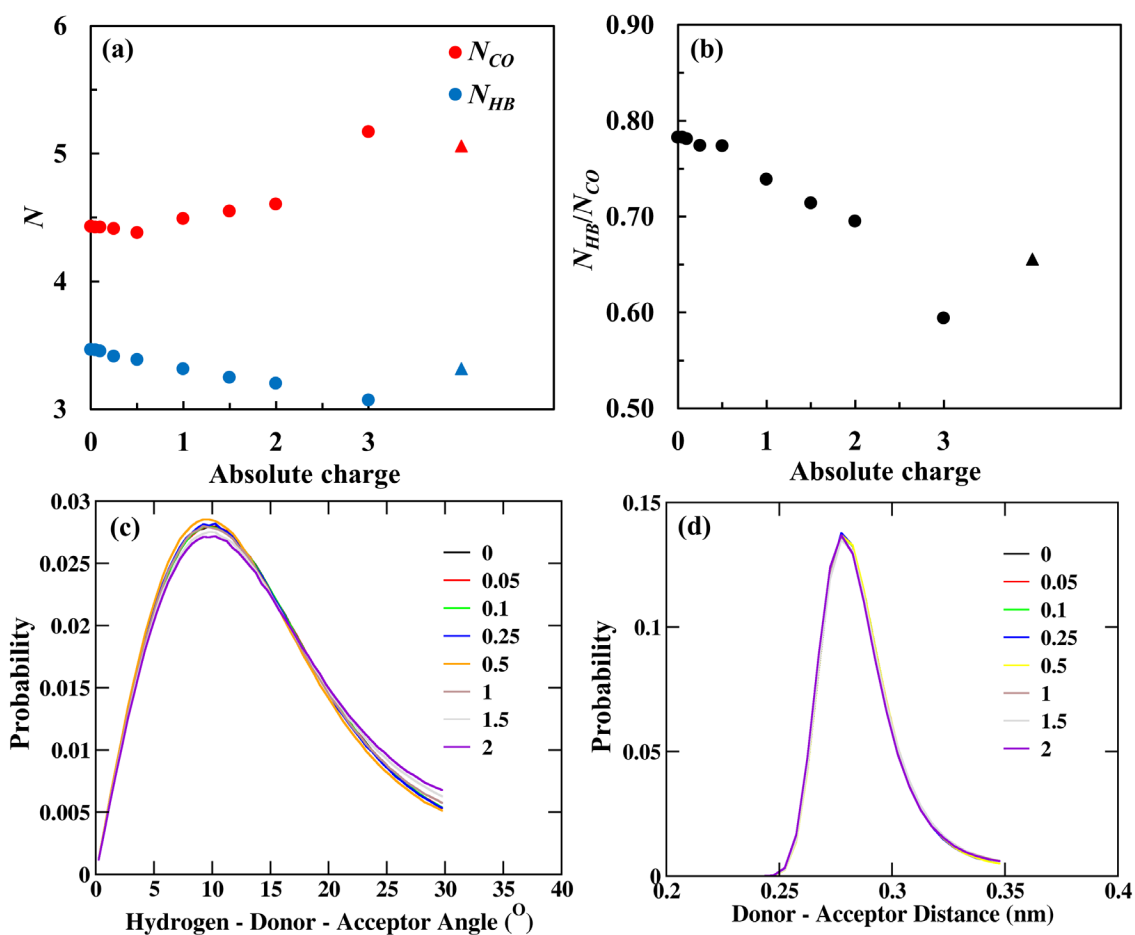 (a)
N_CO
N_HB
6
5
4
3
N
0 1 2 3
Absolute charge
(b)
0.90
0.80
0.70
0.60
0.50
N_HB/N_CO
0 1 2 3
Absolute charge
(c)
0.03
0.025
0.02
0.015
0.01
0.005
0
Probability
0
0.05
0.1
0.25
0.5
1
1.5
2
0 5 10 15 20 25 30 35 40
Hydrogen - Donor - Acceptor Angle (O)
(d)
0.15
0.1
0.05
0
Probability
0
0.05
0.1
0.25
0.5
1
1.5
2
0.2 0.25 0.3 0.35 0.4
Donor - Acceptor Distance (nm)